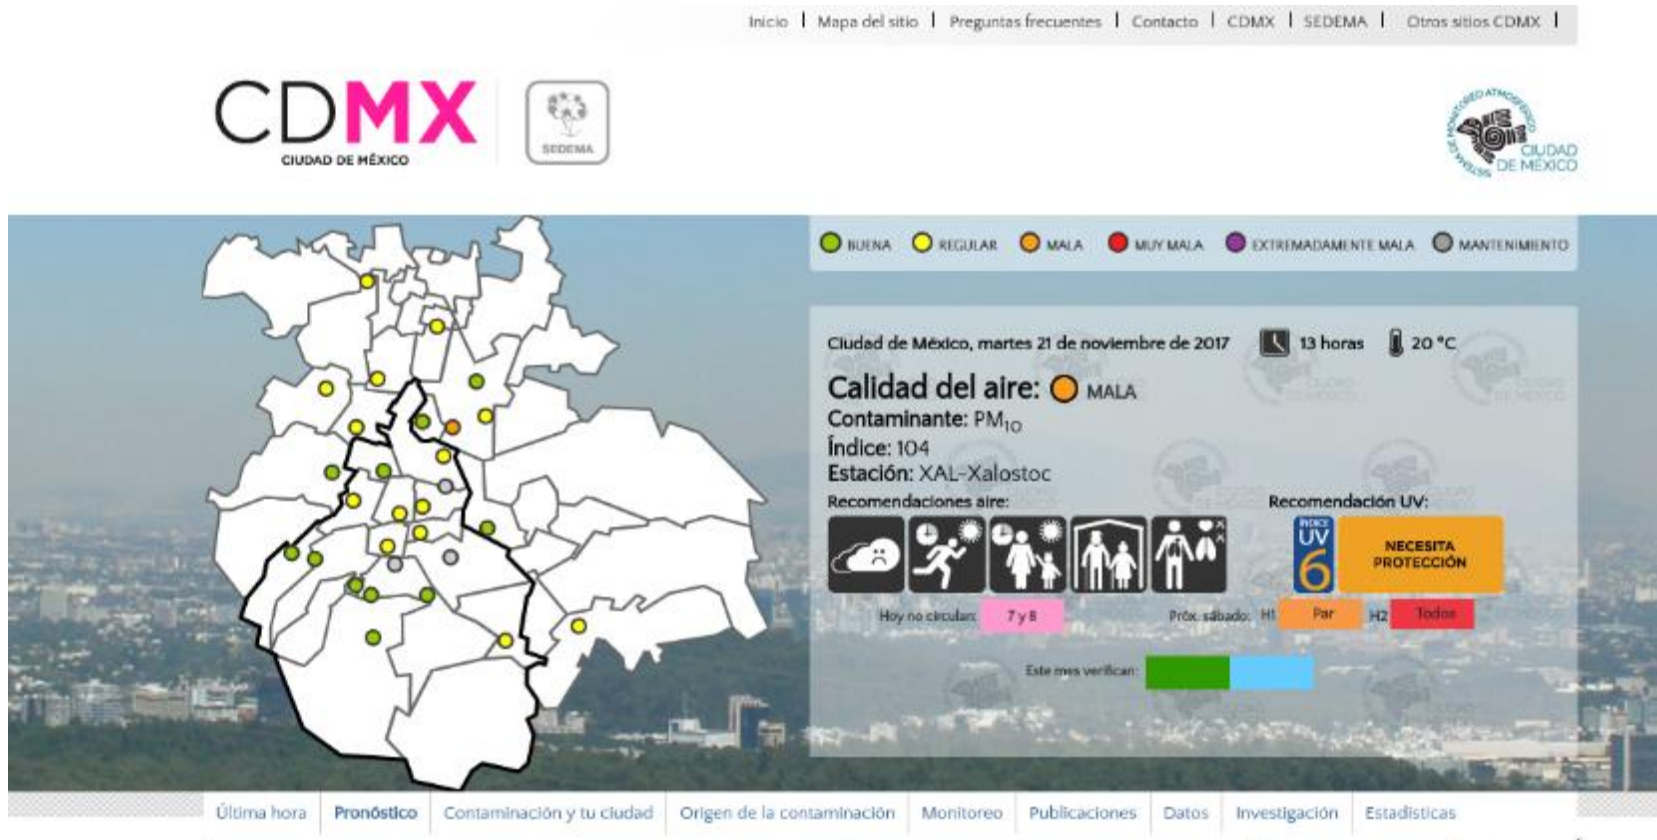 Inicio | Mapa del sitio | Preguntas frecuentes | Contacto | CDMX | SEDEMA | Otros sitios CDMX |
CDMX
CIUDAD DE MÉXICO
SEDEMA
SISTEMA DE MONITOREO ATMOSFÉRICO
CIUDAD
DE MÉXICO
BUENA REGULAR MALA MUY MALA EXTREMADAMENTE MALA MANTENIMIENTO
Ciudad de México, martes 21 de noviembre de 2017 13 horas 20 °C
Calidad del aire: MALA
Contaminante: PM10
Índice: 104
Estación: XAL-Xalostoc
Recomendaciones aire: Recomendación UV:
ÍNDICE
UV
6
NECESITA
PROTECCIÓN
Hoy no circulan: 7 y 8 Próx. sábado: H1 Par H2 Todos
Este mes verifican:
Última hora Pronóstico Contaminación y tu ciudad Origen de la contaminación Monitoreo Publicaciones Datos Investigación Estadísticas